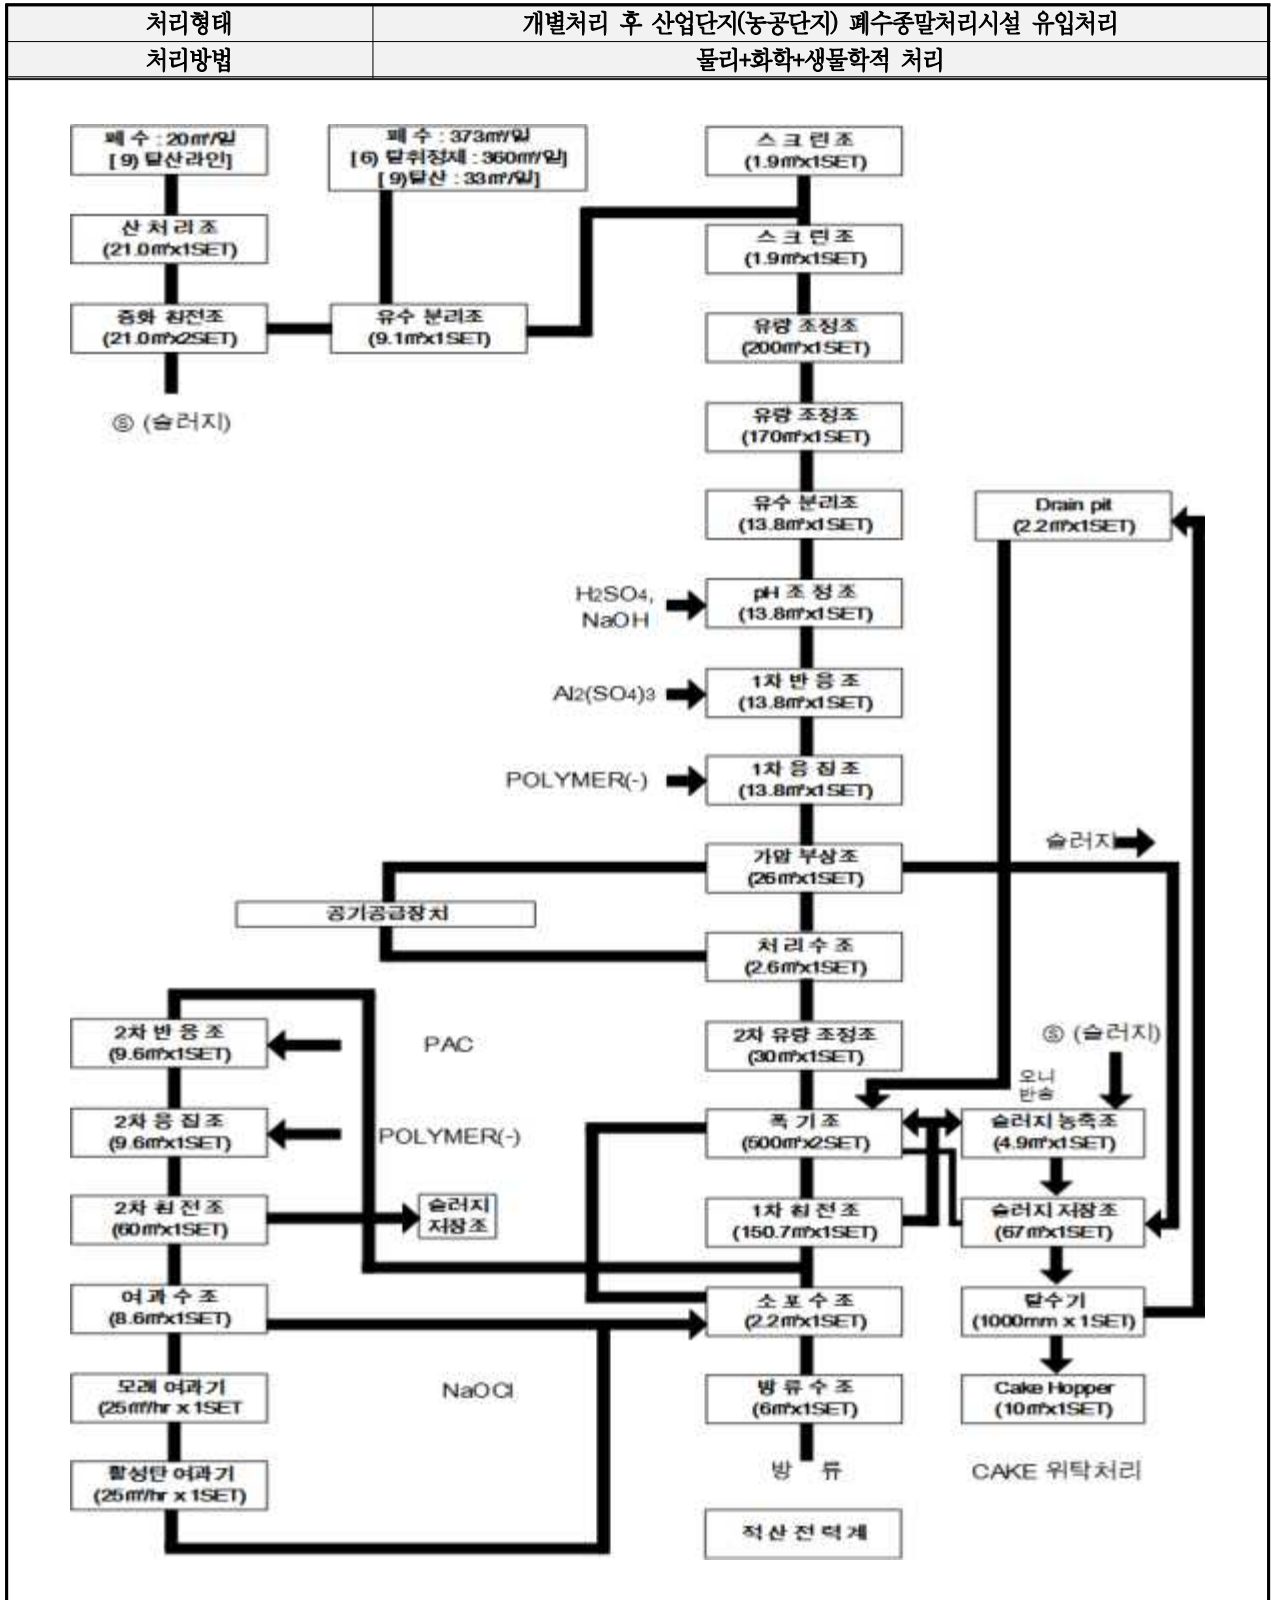 처리형태
개별처리 후 산업단지(농공단지) 폐수종말처리시설 유입처리
처리방법
물리+화학+생물학적 처리
폐 수 : 20㎥/일
[ 9) 탈산라인]
산 처 리 조
(21.0㎥x1SET)
중화 침전조
(21.0㎥x2SET)
ⓢ (슬러지)
폐 수 : 373㎥/일
[ 6) 탈취정제 : 360㎥/일]
[ 9)탈산 : 33㎥/일]
유수 분리조
(9.1㎥x1SET)
스 크 린 조
(1.9㎥x1SET)
스 크 린 조
(1.9㎥x1SET)
유량 조정조
(200㎥x1SET)
유량 조정조
(170㎥x1SET)
유수 분리조
(13.8㎥x1SET)
Drain pit
(2.2㎥x1SET)
H2SO4,
NaOH
pH 조 정 조
(13.8㎥x1SET)
Al2(SO4)3
1차 반 응 조
(13.8㎥x1SET)
POLYMER(-)
1차 응 집 조
(13.8㎥x1SET)
슬러지
가압 부상조
(26㎥x1SET)
공기공급장치
처 리 수 조
(2.6㎥x1SET)
2차 반 응 조
(9.6㎥x1SET)
PAC
2차 유량 조정조
(30㎥x1SET)
ⓢ (슬러지)
오니
반송
2차 응 집 조
(9.6㎥x1SET)
POLYMER(-)
폭 기 조
(500㎥x2SET)
슬러지 농축조
(4.9㎥x1SET)
2차 침 전 조
(60㎥x1SET)
슬러지
저장조
1차 침 전 조
(150.7㎥x1SET)
슬러지 저장조
(67㎥x1SET)
여 과 수 조
(8.6㎥x1SET)
소 포 수 조
(2.2㎥x1SET)
탈수기
(1000mm x 1SET)
모래 여과기
(25㎥/hr x 1SET
NaOCl
방 류 수 조
(6㎥x1SET)
Cake Hopper
(10㎥x1SET)
활성탄 여과기
(25㎥/hr x 1SET)
방 류
CAKE 위탁처리
적 산 전 력 계